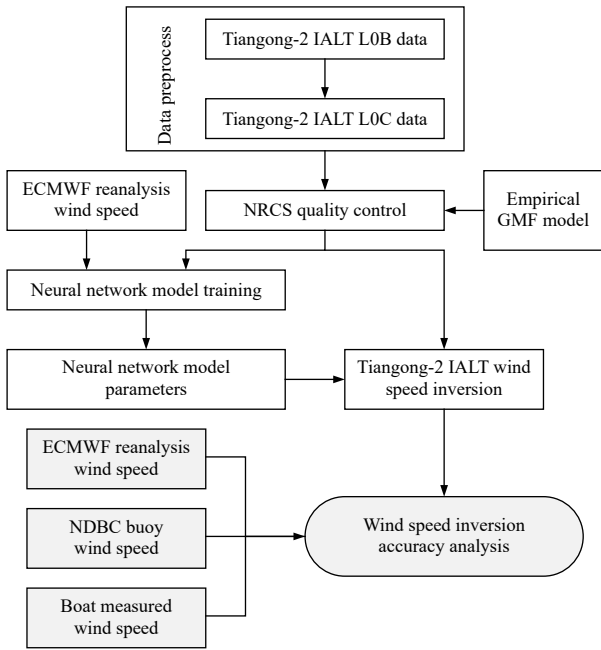 Data preprocess
Tiangong-2 IALT L0B data
Tiangong-2 IALT L0C data
ECMWF reanalysis
wind speed
NRCS quality control
Empirical
GMF model
Neural network model training
Neural network model
parameters
Tiangong-2 IALT wind
speed inversion
ECMWF reanalysis
wind speed
NDBC buoy
wind speed
Wind speed inversion
accuracy analysis
Boat measured
wind speed